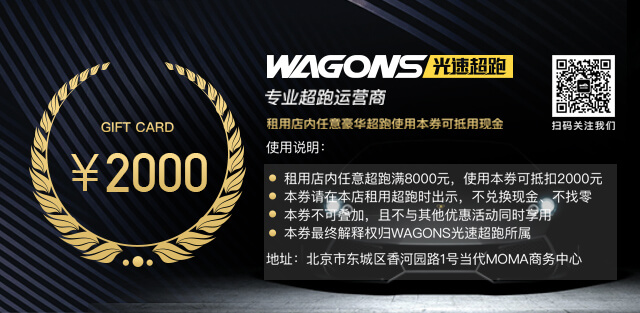 WAGONS 光速超跑
专业超跑运营商
GIFT CARD
¥2000
租用店内任意豪华超跑使用本券可抵用现金
扫码关注我们
使用说明：
租用店内任意超跑满8000元，使用本券可抵扣2000元
本券请在本店租用超跑时出示，不兑换现金，不找零
本券不可叠加，且不与其他优惠活动同时享用
本券最终解释权归WAGONS光速超跑所属
地址：北京市东城区香河园路1号当代MOMA商务中心